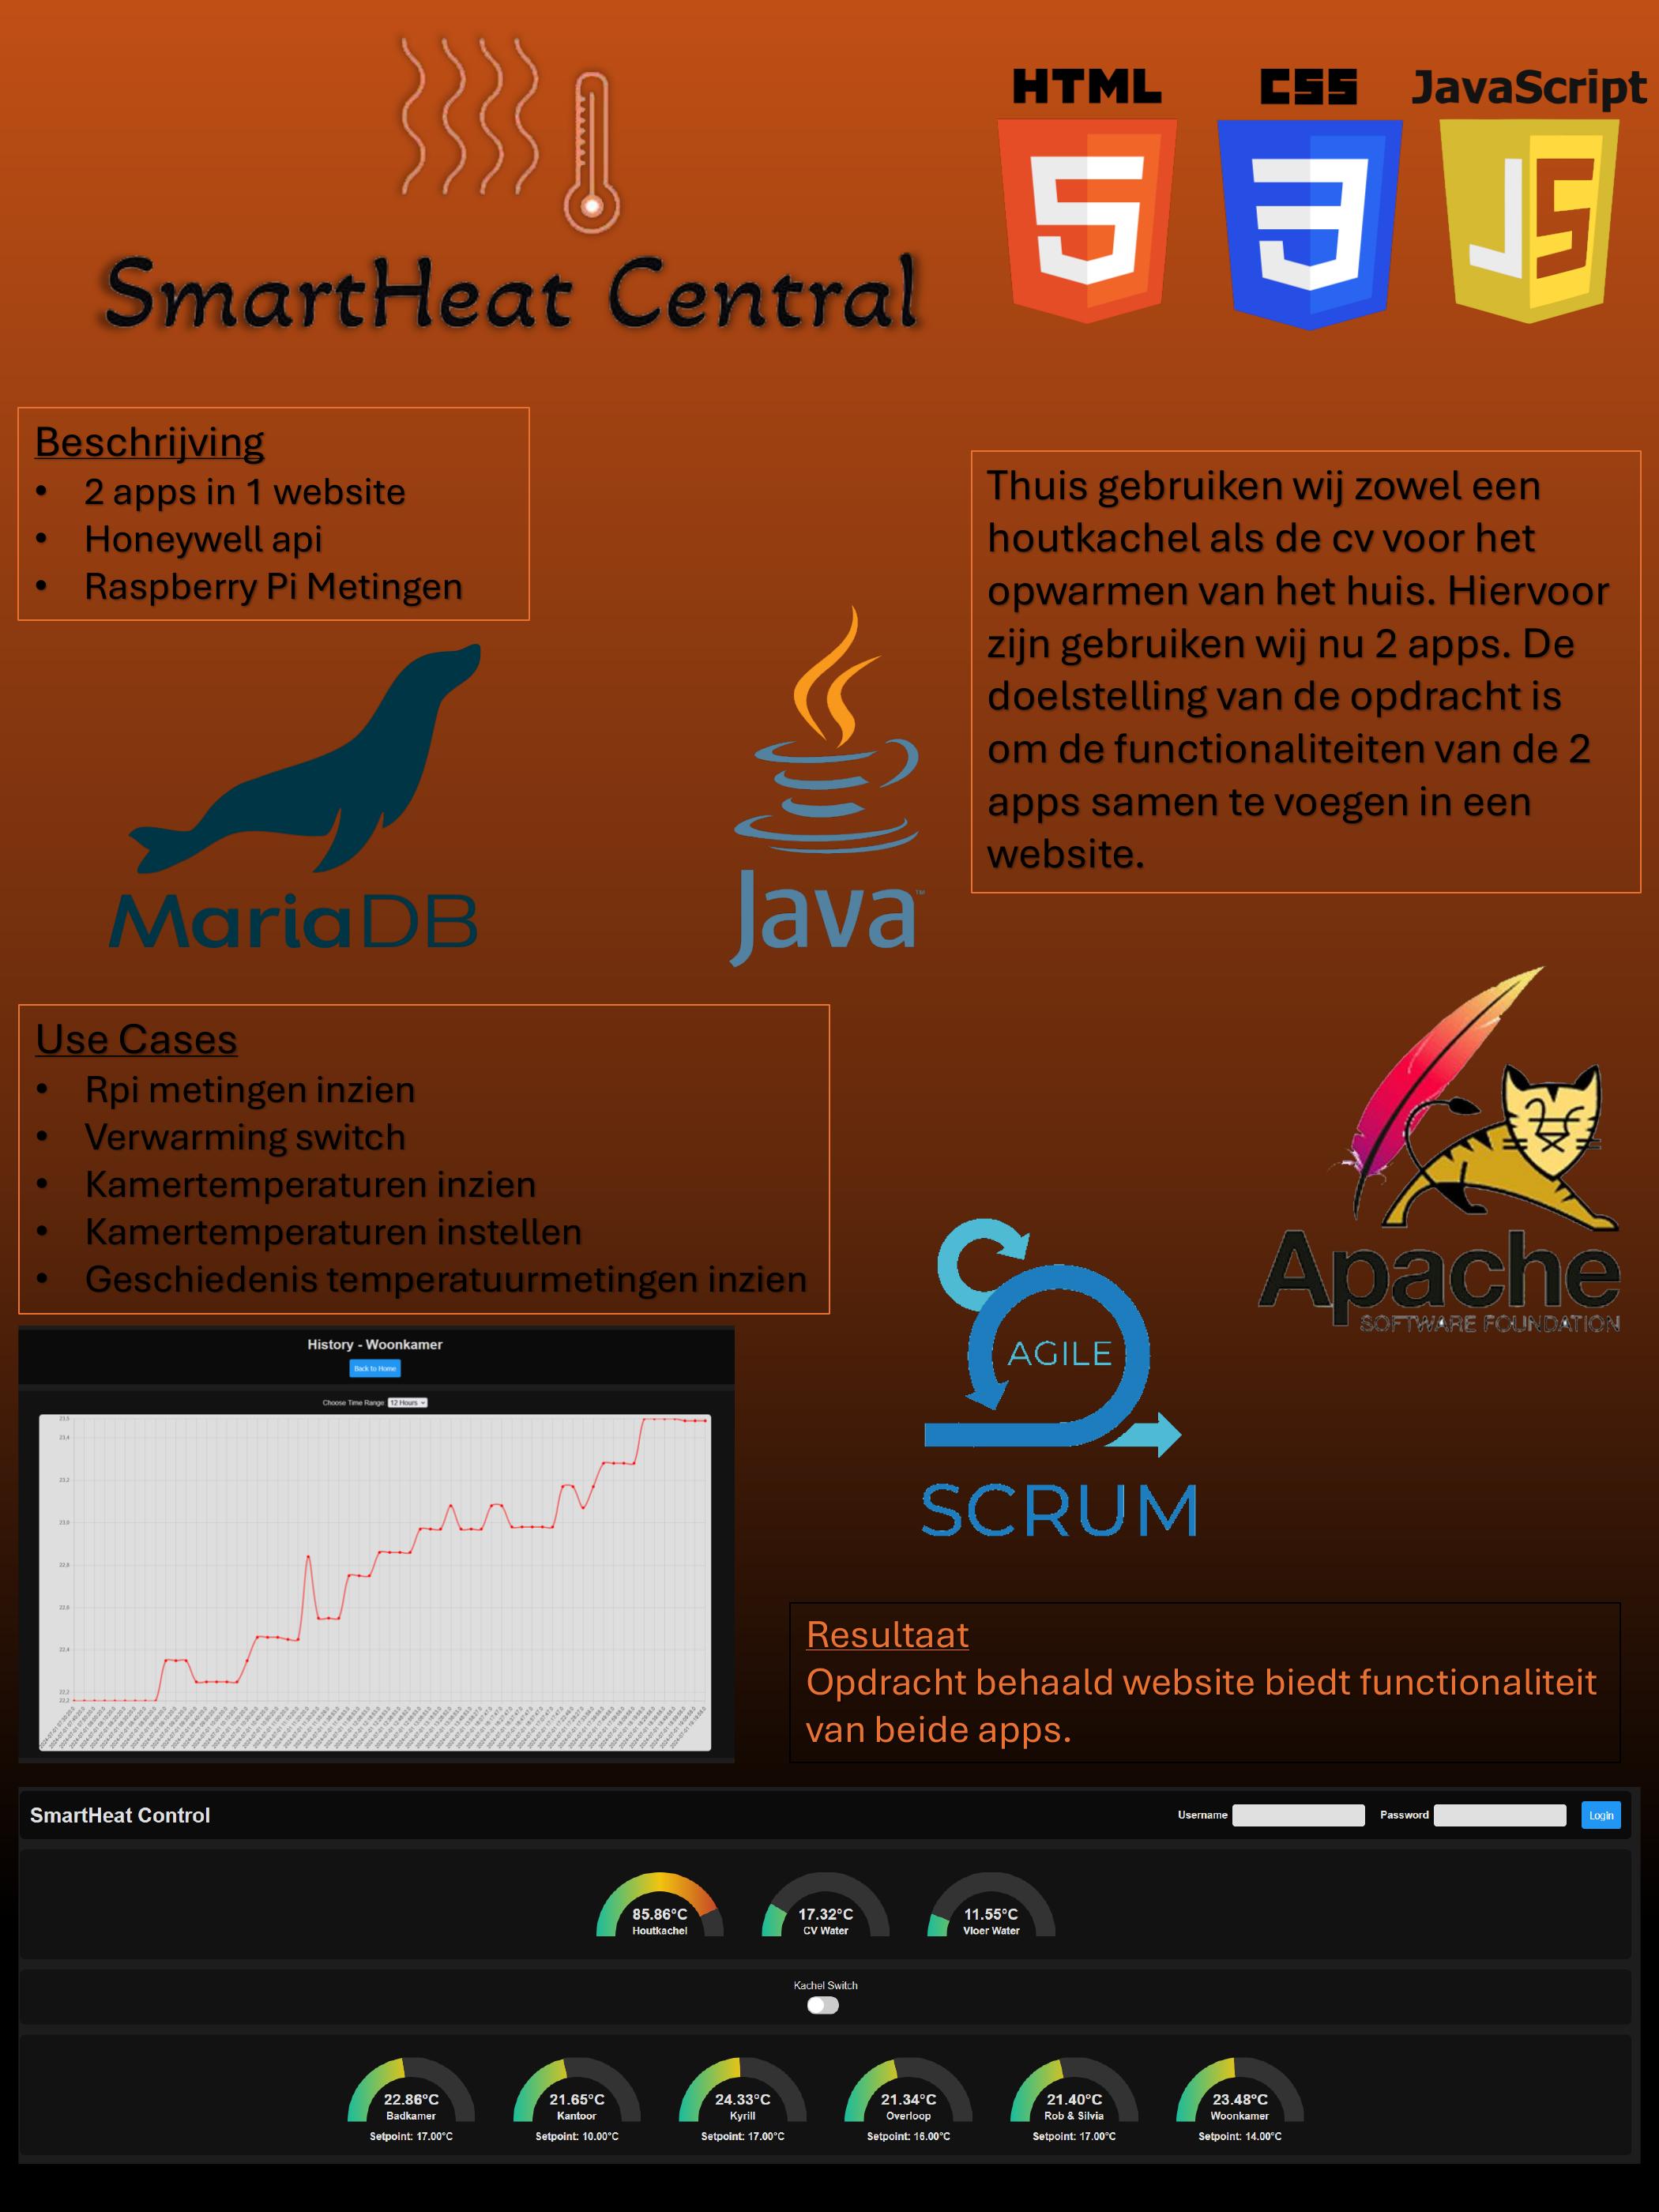 HTML CSS JavaScript
SmartHeat Central
Beschrijving
• 2 apps in 1 website
• Honeywell api
• Raspberry Pi Metingen
Thuis gebruiken wij zowel een
houtkachel als de cv voor het
opwarmen van het huis. Hiervoor
zijn gebruiken wij nu 2 apps. De
doelstelling van de opdracht is
om de functionaliteiten van de 2
apps samen te voegen in een
website.
MariaDB
Java™
Use Cases
• Rpi metingen inzien
• Verwarming switch
• Kamertemperaturen inzien
• Kamertemperaturen instellen
• Geschiedenis temperatuurmetingen inzien
Apache
SOFTWARE FOUNDATION
AGILE
SCRUM
History - Woonkamer
Back to Home
Choose Time Range: 12 Hours
Resultaat
Opdracht behaald website biedt functionaliteit
van beide apps.
SmartHeat Control
Username Password Login
85.86°C 17.32°C 11.55°C
Houtkachel CV Water Vloer Water
Kachel Switch
22.86°C 21.65°C 24.33°C 21.34°C 21.40°C 23.48°C
Badkamer Kantoor Kyrill Overloop Rob & Silvia Woonkamer
Setpoint: 17.00°C Setpoint: 10.00°C Setpoint: 17.00°C Setpoint: 16.00°C Setpoint: 17.00°C Setpoint: 14.00°C